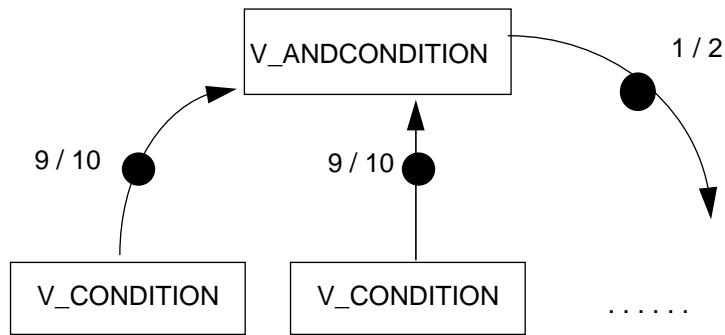 V_ANDCONDITION
1 / 2
9 / 10
9 / 10
V_CONDITION
V_CONDITION
. . . . . .